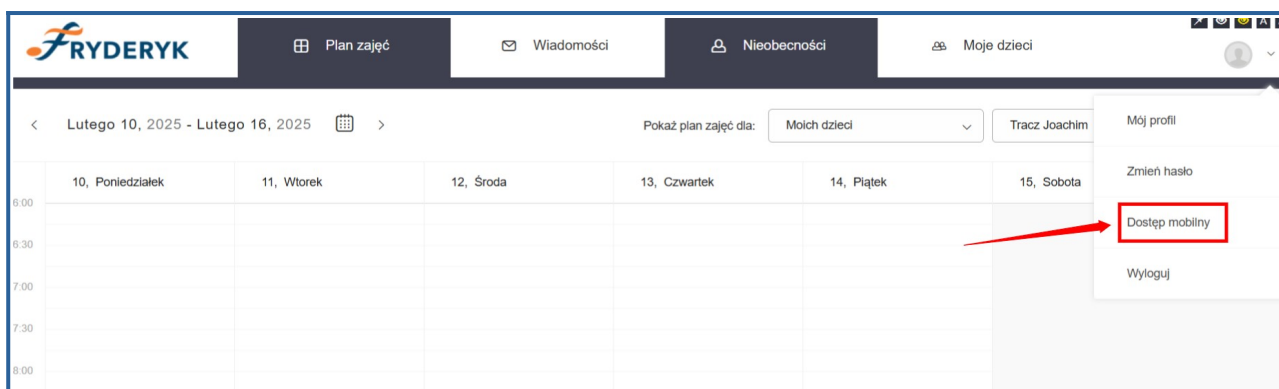 FRYDERYK
Plan zajęć
Wiadomości
Nieobecności
Moje dzieci
A
Lutego 10, 2025 - Lutego 16, 2025
Pokaż plan zajęć dla:
Moich dzieci
Tracz Joachim
Mój profil
Zmień hasło
Dostęp mobilny
Wyloguj
10, Poniedziałek
11, Wtorek
12, Środa
13, Czwartek
14, Piątek
15, Sobota
6:00
6:30
7:00
7:30
8:00